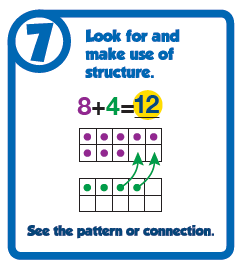 7
Look for and
make use of
structure.
8+4=12
See the pattern or connection.